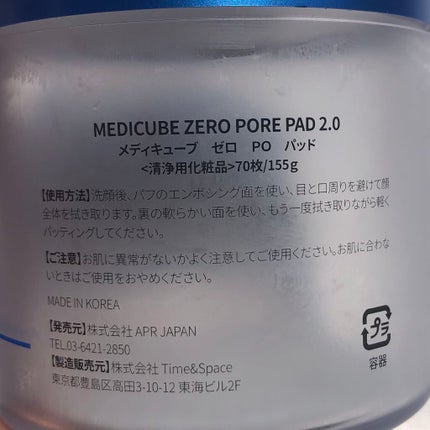 MEDICUBE ZERO PORE PAD 2.0
メディキューブ ゼロ PO パッド
<清浄用化粧品>70枚/155g
【使用方法】洗顔後、パフのエンボシング面を使い、目と口周りを避けて顔
全体を拭き取ります。裏の軟らかい面を使い、もう一度拭き取りながら軽く
パッティングしてください。
【ご注意】お肌に異常がないかよく注意してご使用ください。お肌に合わな
いときはご使用をおやめください。
MADE IN KOREA
【発売元】株式会社 APR JAPAN
TEL.03-6421-2850
【製造販売元】株式会社 Time&Space
東京都豊島区高田3-10-12 東海ビル2F
プラ
容器